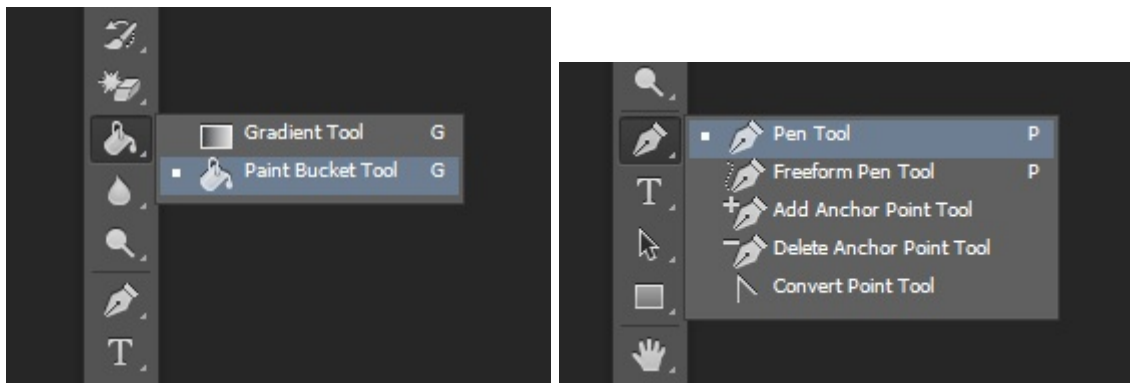 Gradient Tool G
Paint Bucket Tool G
T
Pen Tool P
Freeform Pen Tool P
Add Anchor Point Tool
Delete Anchor Point Tool
Convert Point Tool
T